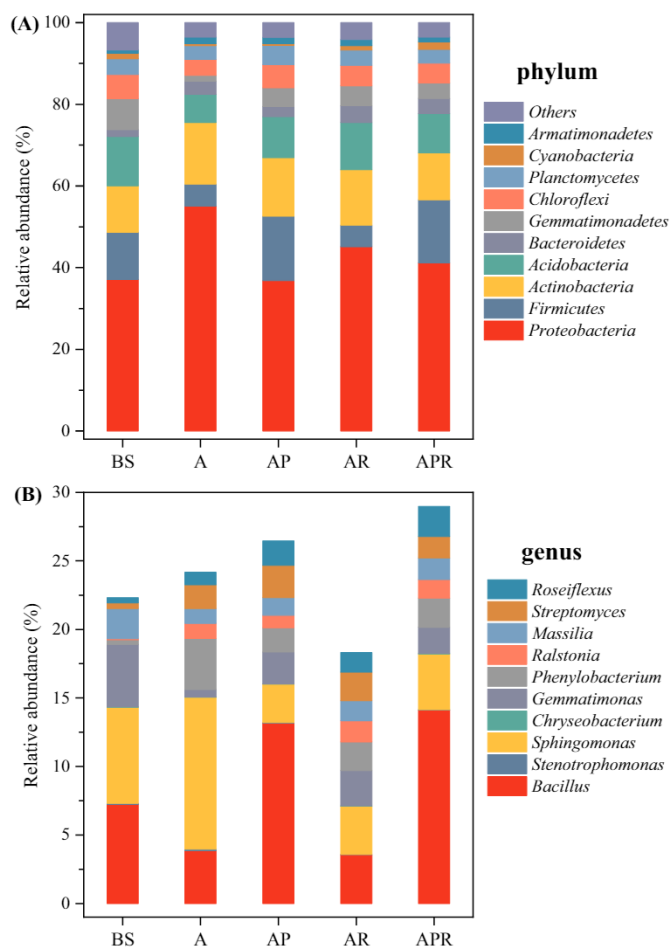 (A)
100
80
60
40
20
0
Relative abundance (%)
BS A AP AR APR
phylum
Others
Armatimonadetes
Cyanobacteria
Planctomycetes
Chloroflexi
Gemmatimonadetes
Bacteroidetes
Acidobacteria
Actinobacteria
Firmicutes
Proteobacteria
(B)
30
25
20
15
10
5
0
Relative abundance (%)
BS A AP AR APR
genus
Roseiflexus
Streptomyces
Massilia
Ralstonia
Phenylobacterium
Gemmatimonas
Chryseobacterium
Sphingomonas
Stenotrophomonas
Bacillus